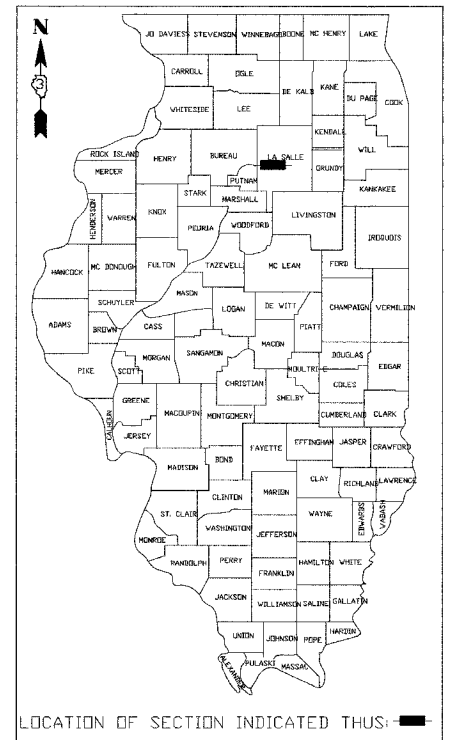 N
3
JO DAVIESS STEVENSON WINNEBAGO BOONE MC HENRY LAKE
CARROLL OGLE
DE KALB KANE
DU PAGE COOK
WHITESIDE LEE
KENDALL
WILL
ROCK ISLAND HENRY BUREAU LA SALLE
GRUNDY
MERCER PUTNAM
KANKAKEE
STARK
MARSHALL
HENDERSON WARREN KNOX LIVINGSTON
PEORIA WOODFORD
IROQUOIS
HANCOCK MC DONOUGH FULTON TAZEWELL MC LEAN FORD
MASON
SCHUYLER
LOGAN DE WITT CHAMPAIGN VERMILION
ADAMS BROWN CASS PIATT
MACON
MORGAN SANGAMON DOUGLAS
EDGAR
PIKE SCOTT MOULTRIE
CHRISTIAN COLES
GREENE SHELBY
CALHOUN MACOUPIN MONTGOMERY CUMBERLAND CLARK
JERSEY EFFINGHAM JASPER
FAYETTE CRAWFORD
BOND
MADISON
CLAY RICHLAND LAWRENCE
CLINTON MARION
ST. CLAIR WAYNE EDWARDS WABASH
WASHINGTON
JEFFERSON
MONROE
PERRY
RANDOLPH HAMILTON WHITE
FRANKLIN
JACKSON
WILLIAMSON SALINE GALLATIN
UNION JOHNSON POPE HARDIN
ALEXANDER PULASKI MASSAC
LOCATION OF SECTION INDICATED THUS: